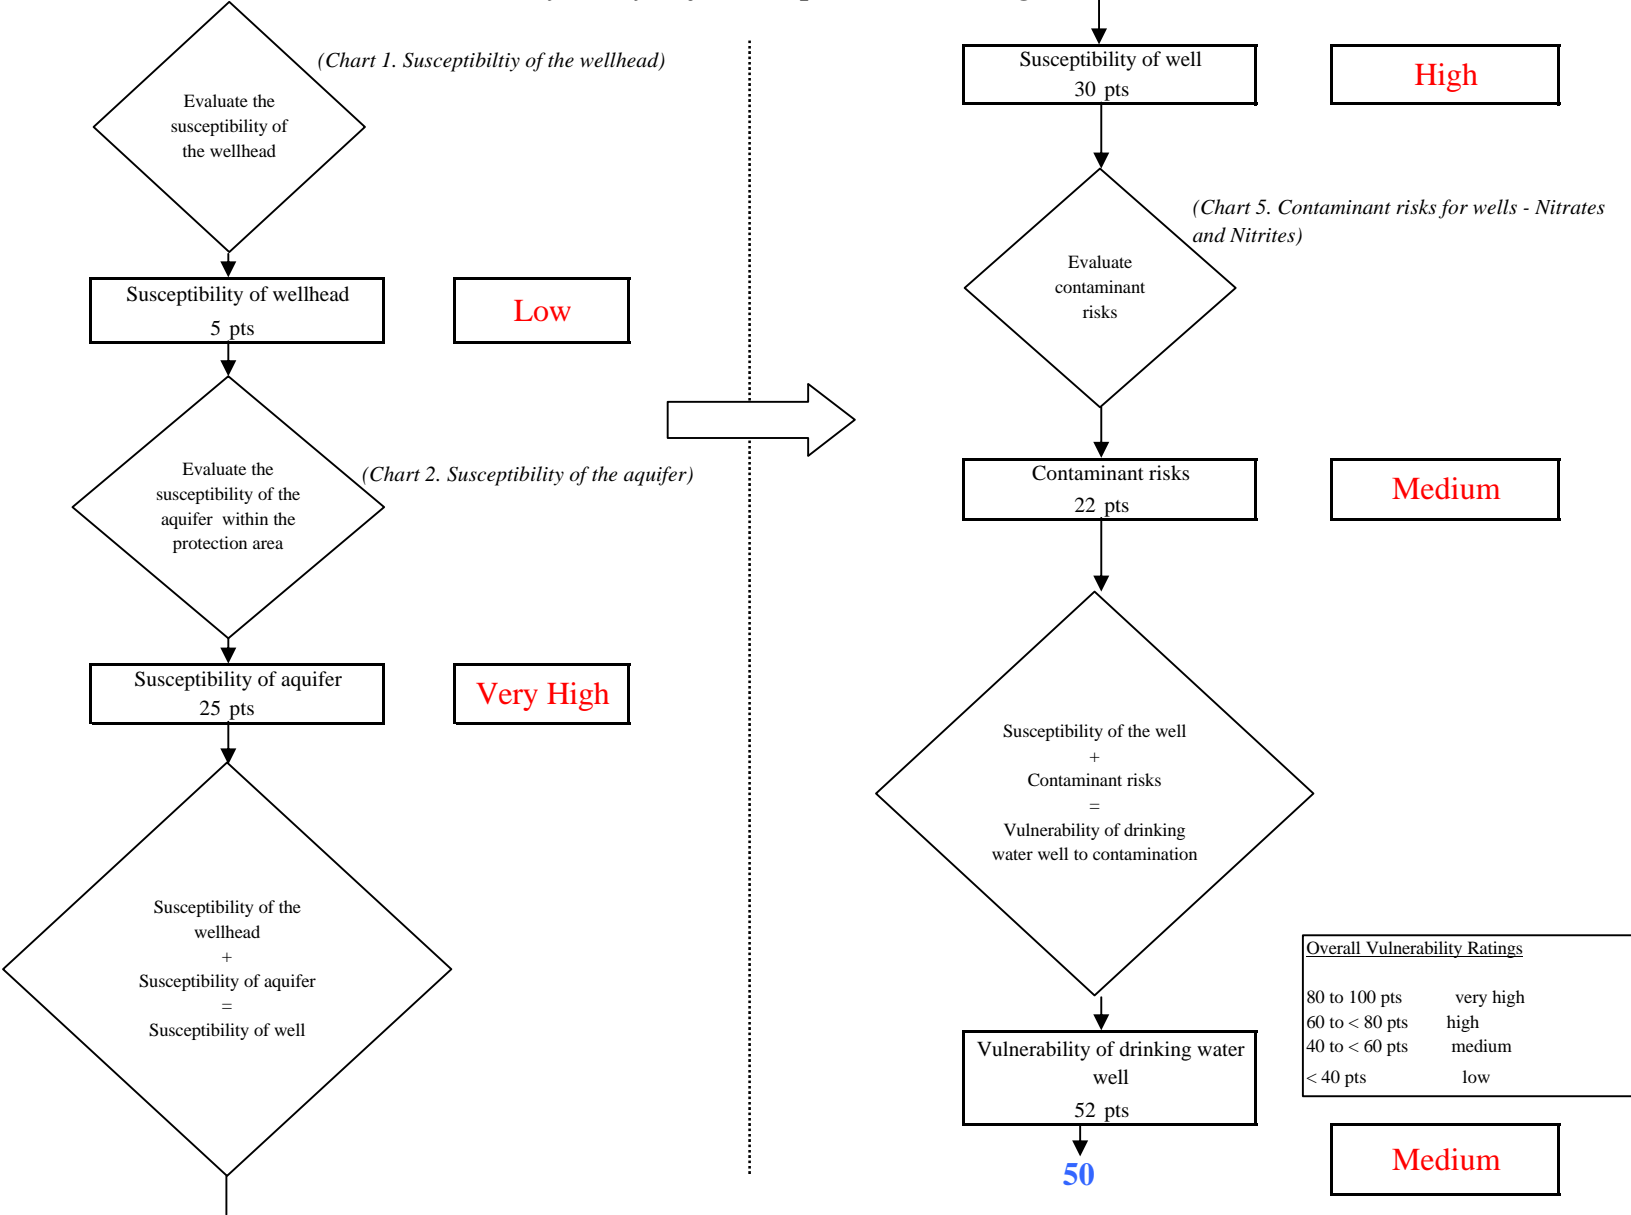 (Chart 1. Susceptibiltiy of the wellhead)
Evaluate the
susceptibility of
the wellhead
Susceptibility of wellhead
5 pts
Low
Evaluate the
susceptibility of the
aquifer within the
protection area
(Chart 2. Susceptibility of the aquifer)
Susceptibility of aquifer
25 pts
Very High
Susceptibility of the
wellhead
+
Susceptibility of aquifer
=
Susceptibility of well
Susceptibility of well
30 pts
High
(Chart 5. Contaminant risks for wells - Nitrates
and Nitrites)
Evaluate
contaminant
risks
Contaminant risks
22 pts
Medium
Susceptibility of the well
+
Contaminant risks
=
Vulnerability of drinking
water well to contamination
Overall Vulnerability Ratings
80 to 100 pts very high
60 to < 80 pts high
40 to < 60 pts medium
< 40 pts low
Vulnerability of drinking water
well
52 pts
50
Medium